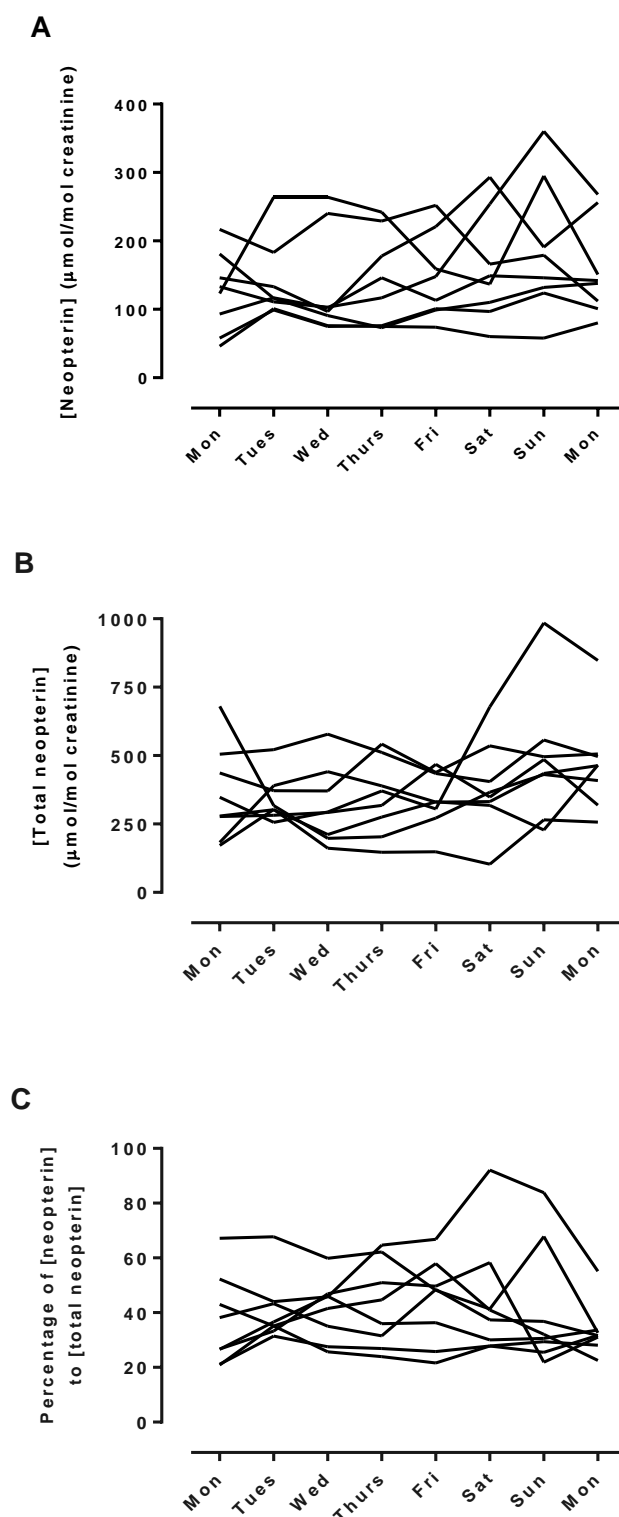 A
[Neopterin] (μmol/mol creatinine)
400
300
200
100
0
Mon Tues Wed Thurs Fri Sat Sun Mon
B
[Total neopterin]
(μmol/mol creatinine)
1000
750
500
250
0
Mon Tues Wed Thurs Fri Sat Sun Mon
C
Percentage of [neopterin]
to [total neopterin]
100
80
60
40
20
0
Mon Tues Wed Thurs Fri Sat Sun Mon